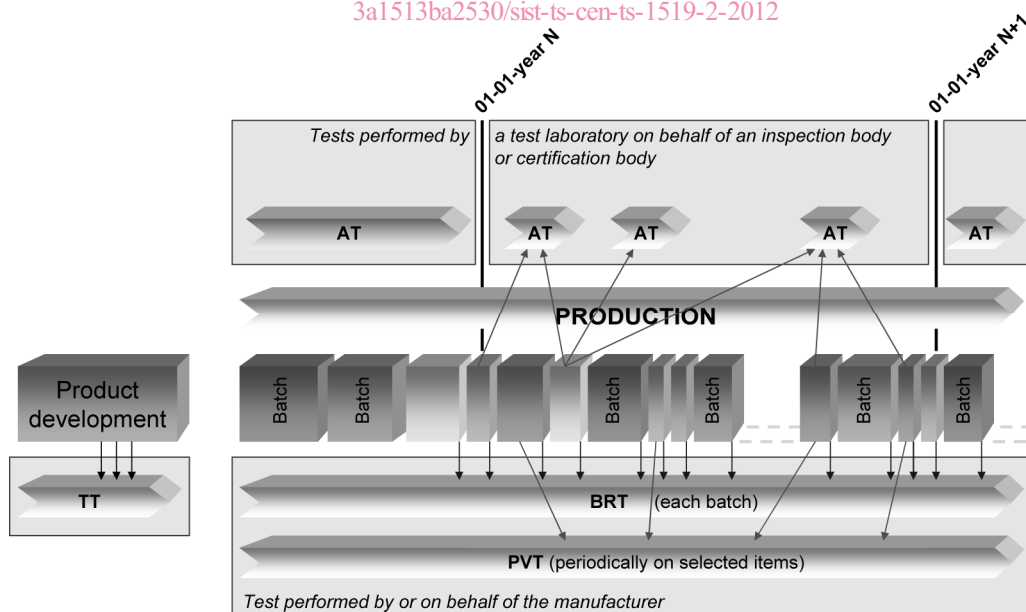 3a1513ba2530/sist-ts-cen-ts-1519-2-2012
01-01-year N
01-01-year N+1
Tests performed by
a test laboratory on behalf of an inspection body
or certification body
AT
AT
AT
AT
AT
PRODUCTION
Product
development
Batch
Batch
Batch
Batch
Batch
Batch
TT
BRT (each batch)
PVT (periodically on selected items)
Test performed by or on behalf of the manufacturer